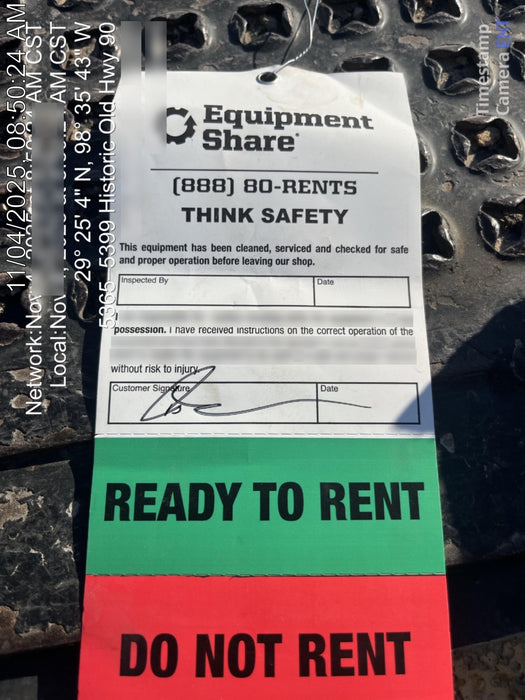 Equipment
Share
(888) 80-RENTS
THINK SAFETY
This equipment has been cleaned, serviced and checked for safe
and proper operation before leaving our shop.
Inspected By
Date
possession. I have received instructions on the correct operation of the
without risk to injury.
Customer Signature
Date
READY TO RENT
DO NOT RENT
11/04/2025, 08:50:24 AM
Network:Nov AM CST
Local:Nov AM CST
29° 25' 4" N, 98° 35' 43" W
5365-5399 Historic Old Hwy 90
Timestamp
Camera ENT